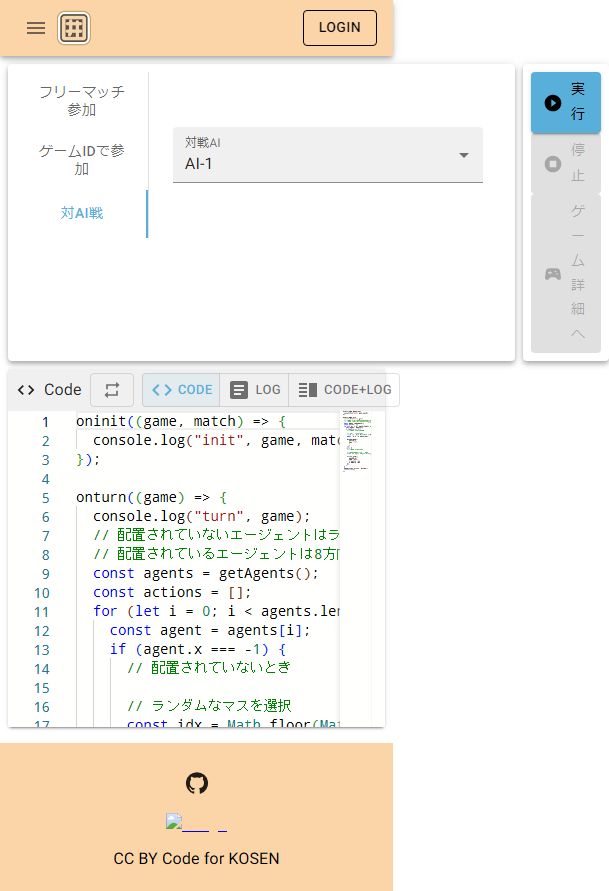 LOGIN
フリーマッチ
参加
ゲームIDで参
加
対AI戦
対戦AI
AI-1
実
行
停
止
ゲ
ー
ム
詳
細
へ
Code
CODE
LOG
CODE+LOG
1 oninit((game, match) => {
2 console.log("init", game, matc
3 });
4
5 onturn((game) => {
6 console.log("turn", game);
7 // 配置されていないエージェントはラ
8 // 配置されているエージェントは8方向
9 const agents = getAgents();
10 const actions = [];
11 for (let i = 0; i < agents.len
12 const agent = agents[i];
13 if (agent.x === -1) {
14 // 配置されていないとき
15
16 // ランダムなマスを選択
17 const idx = Math.floor(Mat
CC BY Code for KOSEN